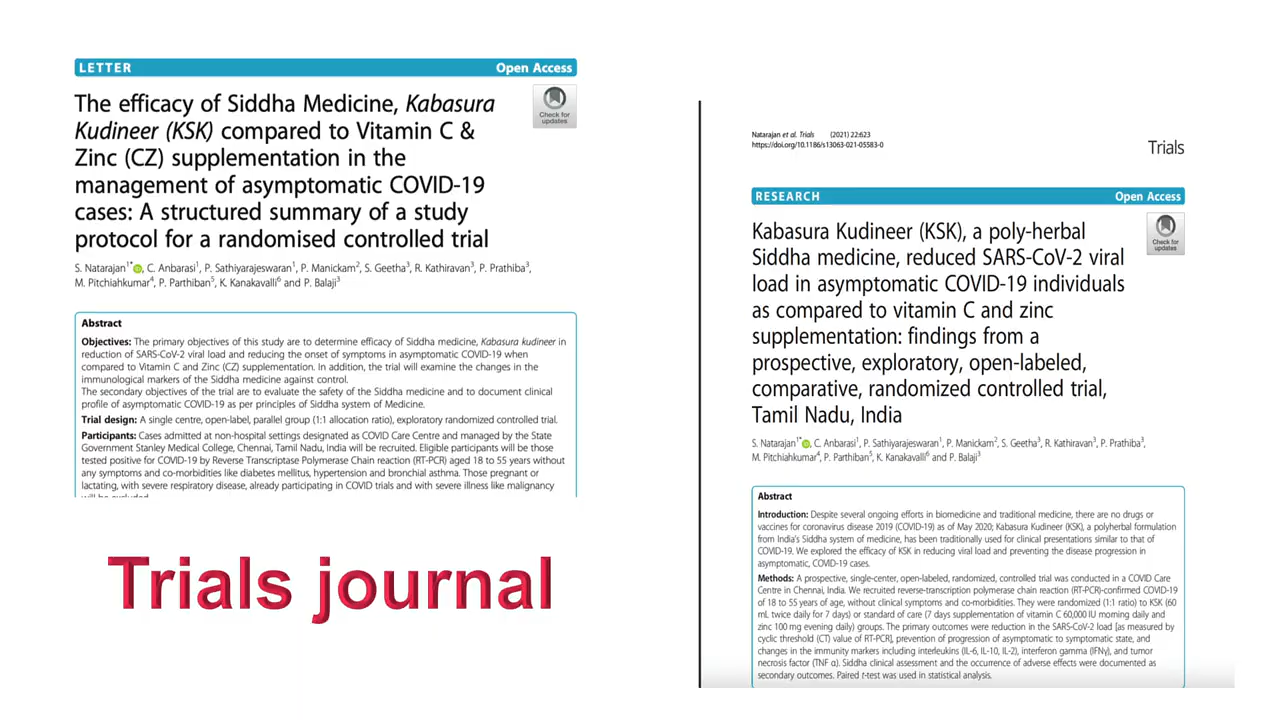 LETTER Open Access
The efficacy of Siddha Medicine, Kabasura
Kudineer (KSK) compared to Vitamin C &
Zinc (CZ) supplementation in the
management of asymptomatic COVID-19
cases: A structured summary of a study
protocol for a randomised controlled trial
Check for
updates
S. Natarajan1*, C. Anbarasi1, P. Sathiyarajeswaran1, P. Manickam2, S. Geetha3, R. Kathiravan3, P. Prathiba3,
M. Pitchiahkumar4, P. Parthiban5, K. Kanakavalli6 and P. Balaji3
Abstract
Objectives: The primary objectives of this study are to determine efficacy of Siddha medicine, Kabasura kudineer in
reduction of SARS-CoV-2 viral load and reducing the onset of symptoms in asymptomatic COVID-19 when
compared to Vitamin C and Zinc (CZ) supplementation. In addition, the trial will examine the changes in the
immunological markers of the Siddha medicine against control.
The secondary objectives of the trial are to evaluate the safety of the Siddha medicine and to document clinical
profile of asymptomatic COVID-19 as per principles of Siddha system of Medicine.
Trial design: A single centre, open-label, parallel group (1:1 allocation ratio), exploratory randomized controlled trial.
Participants: Cases admitted at non-hospital settings designated as COVID Care Centre and managed by the State
Government Stanley Medical College, Chennai, Tamil Nadu, India will be recruited. Eligible participants will be those
tested positive for COVID-19 by Reverse Transcriptase Polymerase Chain reaction (RT-PCR) aged 18 to 55 years without
any symptoms and co-morbidities like diabetes mellitus, hypertension and bronchial asthma. Those pregnant or
lactating, with severe respiratory disease, already participating in COVID trials and with severe illness like malignancy
will be excluded.
Trials journal
Natarajan et al. Trials (2021) 22:623
https://doi.org/10.1186/s13063-021-05583-0
Trials
RESEARCH Open Access
Kabasura Kudineer (KSK), a poly-herbal
Siddha medicine, reduced SARS-CoV-2 viral
load in asymptomatic COVID-19 individuals
as compared to vitamin C and zinc
supplementation: findings from a
prospective, exploratory, open-labeled,
comparative, randomized controlled trial,
Tamil Nadu, India
Check for
updates
S. Natarajan1*, C. Anbarasi1, P. Sathiyarajeswaran1, P. Manickam2, S. Geetha3, R. Kathiravan3, P. Prathiba3,
M. Pitchiahkumar4, P. Parthiban5, K. Kanakavalli6 and P. Balaji3
Abstract
Introduction: Despite several ongoing efforts in biomedicine and traditional medicine, there are no drugs or
vaccines for coronavirus disease 2019 (COVID-19) as of May 2020; Kabasura Kudineer (KSK), a polyherbal formulation
from India's Siddha system of medicine, has been traditionally used for clinical presentations similar to that of
COVID-19. We explored the efficacy of KSK in reducing viral load and preventing the disease progression in
asymptomatic, COVID-19 cases.
Methods: A prospective, single-center, open-labeled, randomized, controlled trial was conducted in a COVID Care
Centre in Chennai, India. We recruited reverse-transcription polymerase chain reaction (RT-PCR)-confirmed COVID-19
of 18 to 55 years of age, without clinical symptoms and co-morbidities. They were randomized (1:1 ratio) to KSK (60
mL twice daily for 7 days) or standard of care (7 days supplementation of vitamin C 60,000 IU morning daily and
zinc 100 mg evening daily) groups. The primary outcomes were reduction in the SARS-CoV-2 load [as measured by
cyclic threshold (CT) value of RT-PCR], prevention of progression of asymptomatic to symptomatic state, and
changes in the immunity markers including interleukins (IL-6, IL-10, IL-2), interferon gamma (IFNγ), and tumor
necrosis factor (TNF α). Siddha clinical assessment and the occurrence of adverse effects were documented as
secondary outcomes. Paired t-test was used in statistical analysis.